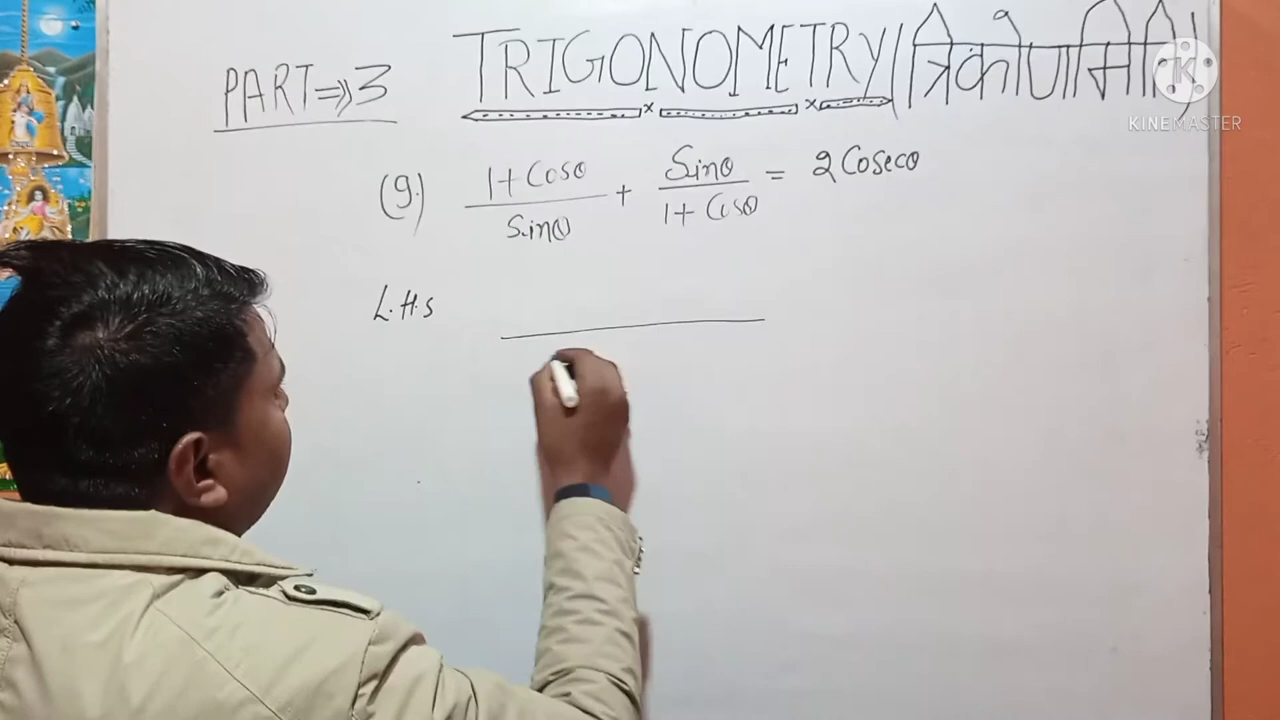 PART⇒3 TRIGONOMETRY/त्रिकोणमिति
KINEMASTER
(9.) (1+Cosθ)/Sinθ + Sinθ/(1+Cosθ) = 2Cosecθ
L.H.S